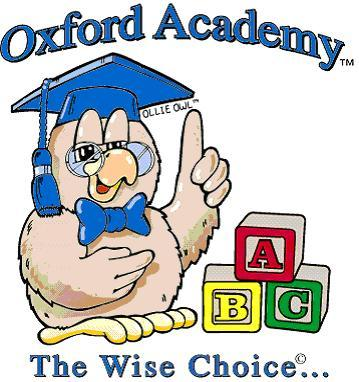 Oxford Academy™
OLLIE OWL™
A
B C
The Wise Choice©...